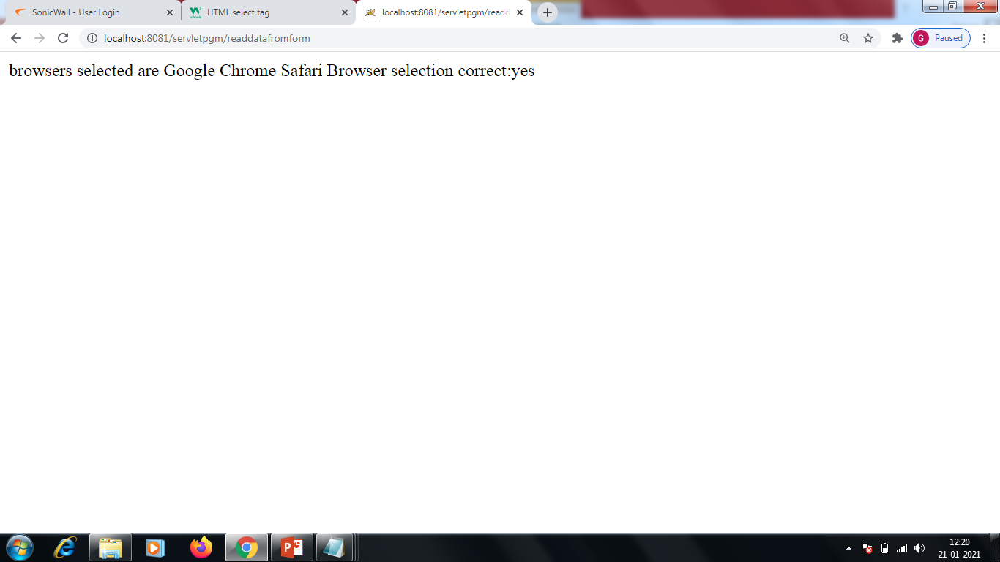 SonicWall - User Login
HTML select tag
localhost:8081/servletpgm/readd
localhost:8081/servletpgm/readdatafromform
G Paused
browsers selected are Google Chrome Safari Browser selection correct:yes
12:20
21-01-2021